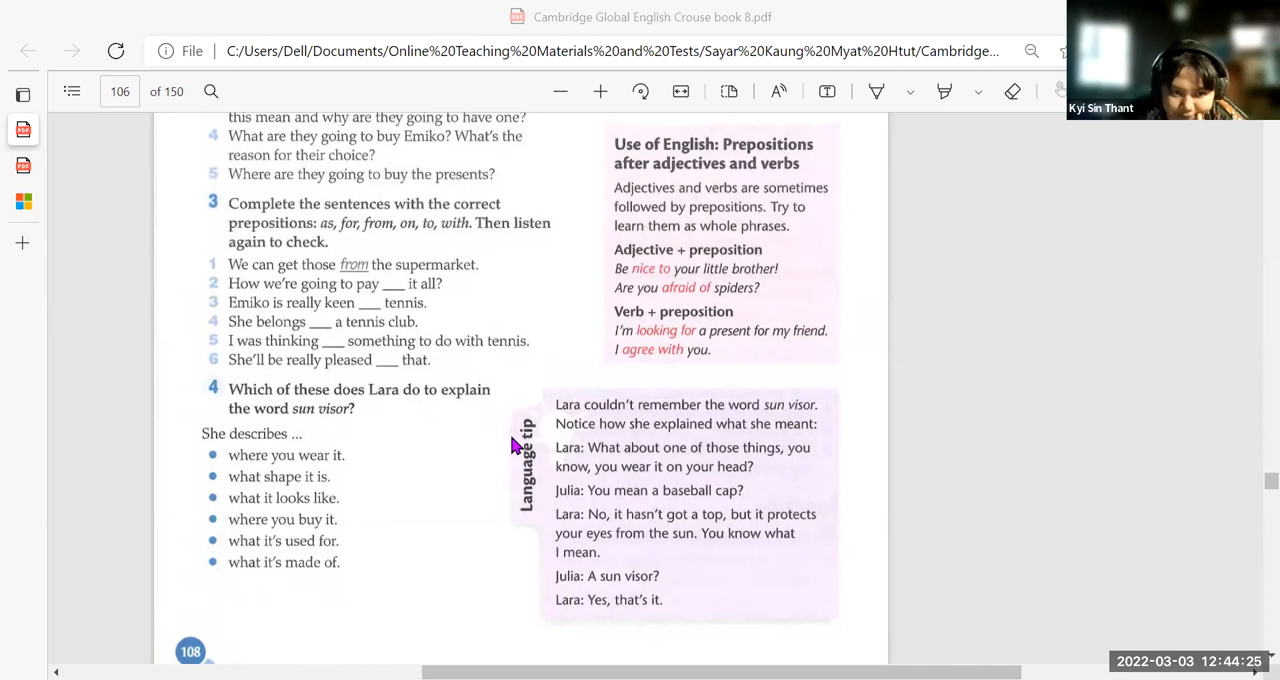 Cambridge Global English Crouse book 8.pdf
File
C:/Users/Dell/Documents/Online%20Teaching%20Materials%20and%20Tests/Sayar%20Kaung%20Myat%20Htut/Cambridge...
106 of 150
Kyi Sin Thant
this mean and why are they going to have one?
4 What are they going to buy Emiko? What's the
reason for their choice?
5 Where are they going to buy the presents?
3 Complete the sentences with the correct
prepositions: as, for, from, on, to, with. Then listen
again to check.
1 We can get those from the supermarket.
2 How we're going to pay ___ it all?
3 Emiko is really keen ___ tennis.
4 She belongs ___ a tennis club.
5 I was thinking ___ something to do with tennis.
6 She'll be really pleased ___ that.
4 Which of these does Lara do to explain
the word sun visor?
She describes ...
• where you wear it.
• what shape it is.
• what it looks like.
• where you buy it.
• what it's used for.
• what it's made of.
108
Use of English: Prepositions
after adjectives and verbs
Adjectives and verbs are sometimes
followed by prepositions. Try to
learn them as whole phrases.
Adjective + preposition
Be nice to your little brother!
Are you afraid of spiders?
Verb + preposition
I'm looking for a present for my friend.
I agree with you.
Language tip
Lara couldn't remember the word sun visor.
Notice how she explained what she meant:
Lara: What about one of those things, you
know, you wear it on your head?
Julia: You mean a baseball cap?
Lara: No, it hasn't got a top, but it protects
your eyes from the sun. You know what
I mean.
Julia: A sun visor?
Lara: Yes, that's it.
2022-03-03 12:44:25